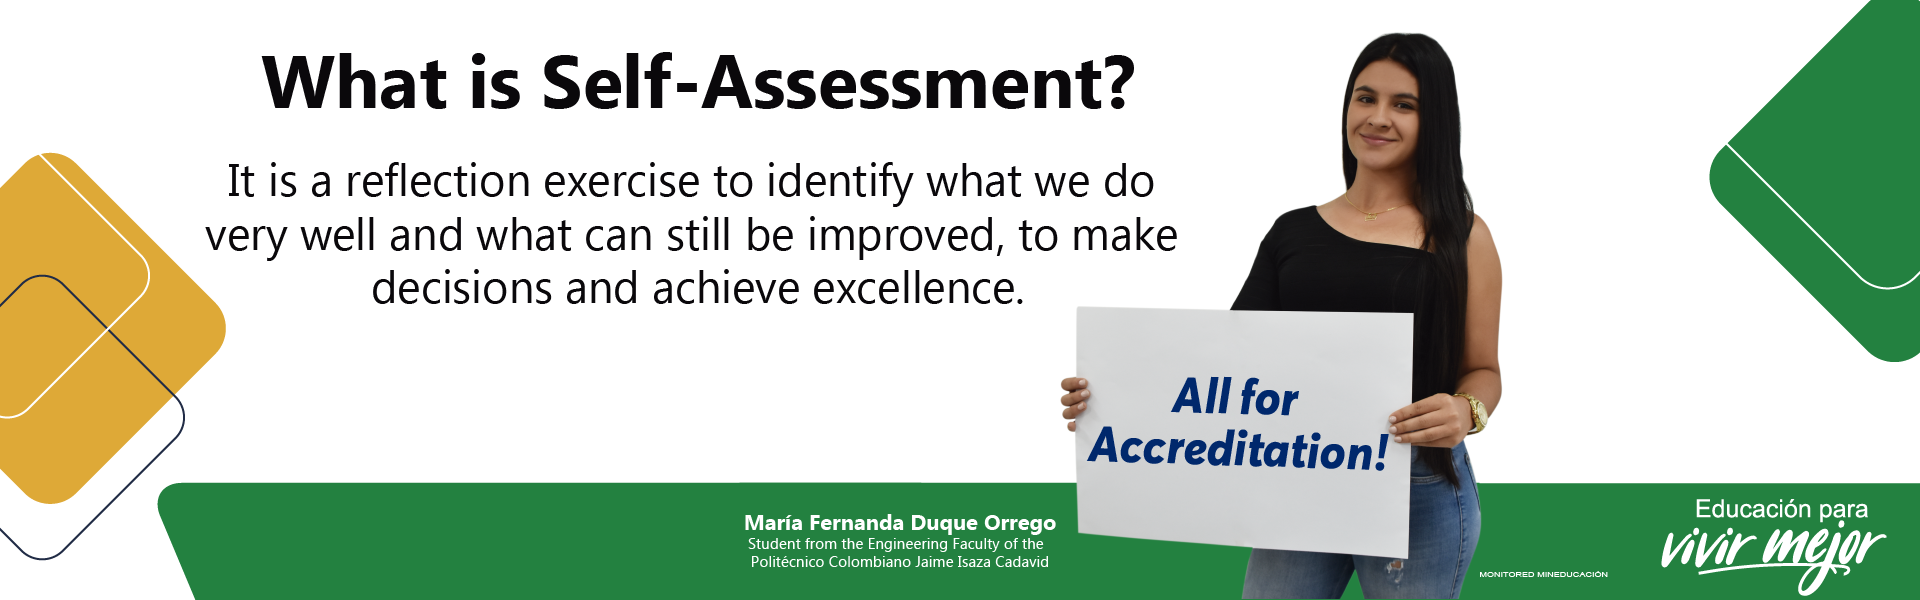 What is Self-Assessment?
It is a reflection exercise to identify what we do
very well and what can still be improved, to make
decisions and achieve excellence.
All for
Accreditation!
María Fernanda Duque Orrego
Student from the Engineering Faculty of the
Politécnico Colombiano Jaime Isaza Cadavid
MONITORED MINEDUCACIÓN
Educación para
vivir mejor